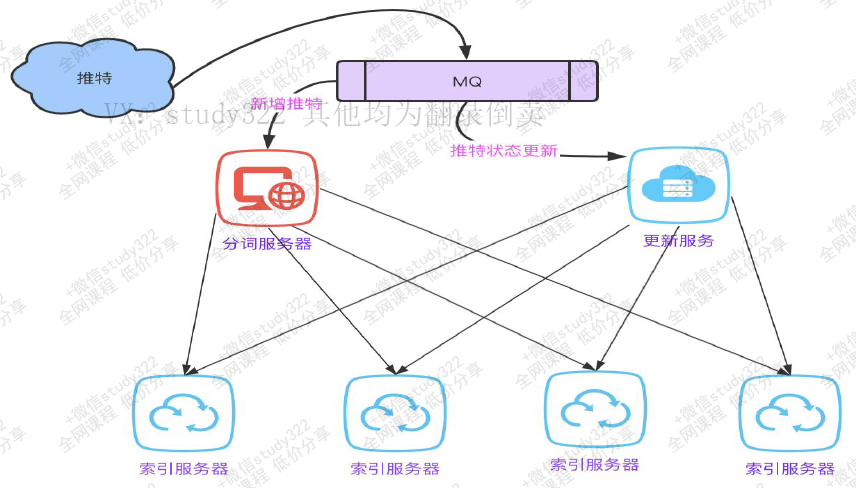 推特
MQ
新增推特
VX: study322 其他均为翻录倒卖
推特状态更新
分词服务器
更新服务
索引服务器
索引服务器
索引服务器
索引服务器
+微信study322
全网课程 低价分享